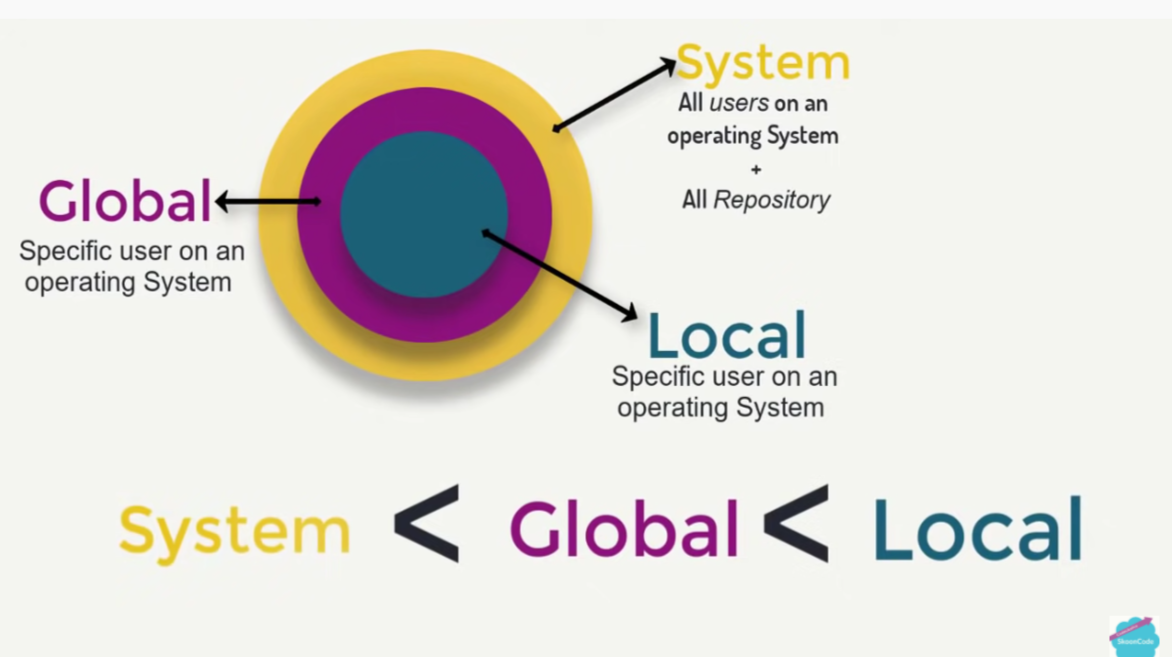 System
All users on an
operating System
+
All Repository
Global
Specific user on an
operating System
Local
Specific user on an
operating System
System < Global < Local